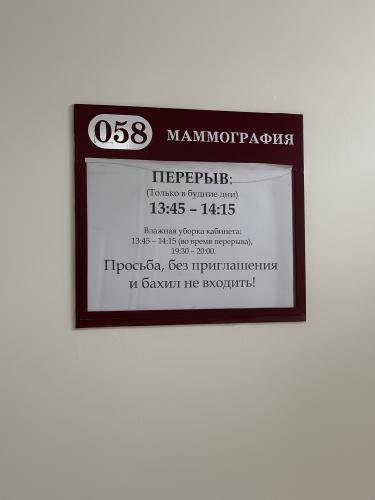 058 МАММОГРАФИЯ
ПЕРЕРЫВ:
(Только в будние дни)
13:45 – 14:15
Влажная уборка кабинета:
13:45 – 14:15 (во время перерыва),
19:30 – 20:00.
Просьба, без приглашения
и бахил не входить!